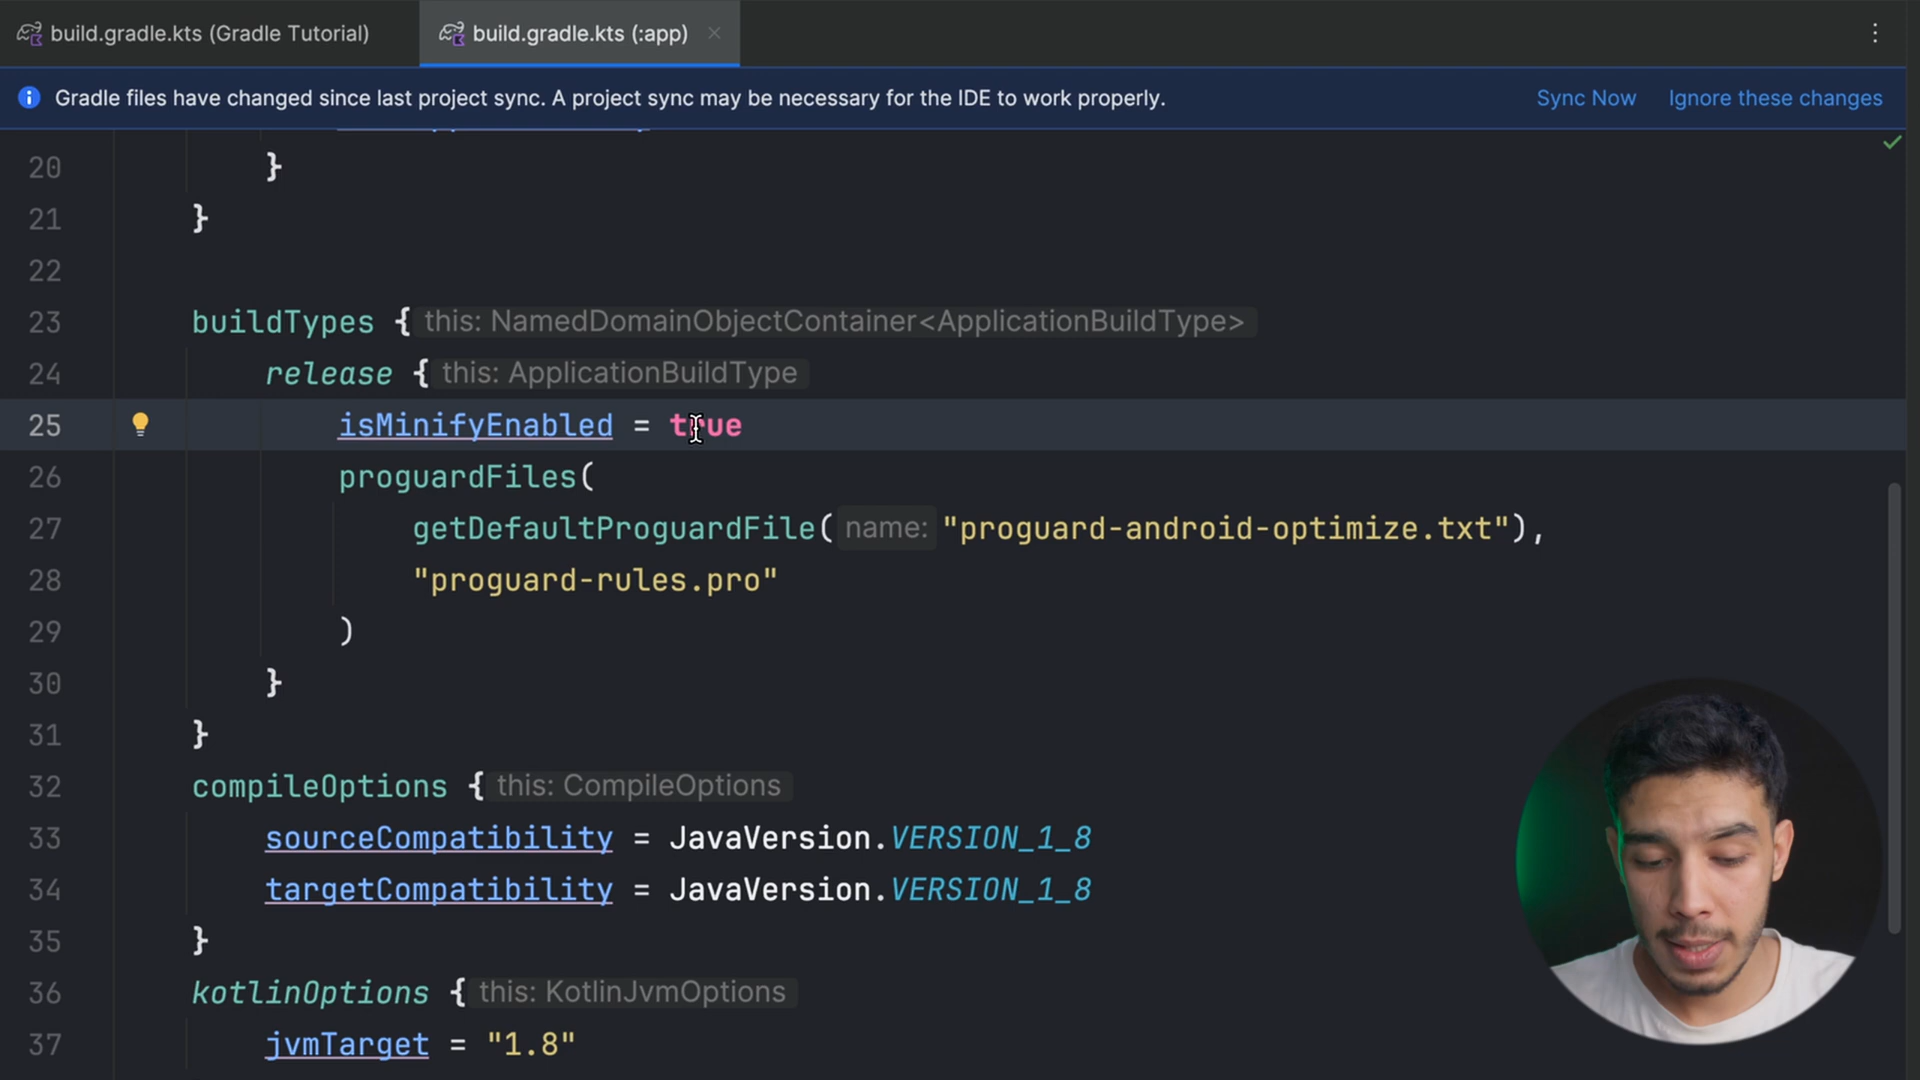 build.gradle.kts (Gradle Tutorial)
build.gradle.kts (:app)
Gradle files have changed since last project sync. A project sync may be necessary for the IDE to work properly.
Sync Now
Ignore these changes
20 }
21 }
22
23 buildTypes { this: NamedDomainObjectContainer<ApplicationBuildType>
24 release { this: ApplicationBuildType
25 isMinifyEnabled = true
26 proguardFiles(
27 getDefaultProguardFile( name: "proguard-android-optimize.txt"),
28 "proguard-rules.pro"
29 )
30 }
31 }
32 compileOptions { this: CompileOptions
33 sourceCompatibility = JavaVersion.VERSION_1_8
34 targetCompatibility = JavaVersion.VERSION_1_8
35 }
36 kotlinOptions { this: KotlinJvmOptions
37 jvmTarget = "1.8"